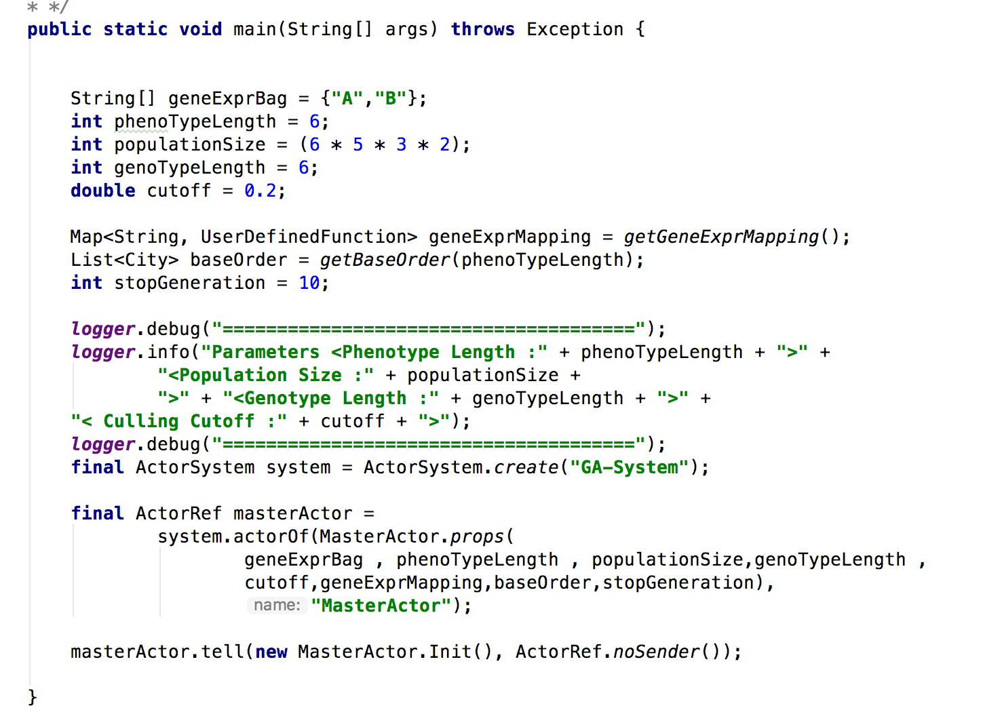 * */
public static void main(String[] args) throws Exception {
String[] geneExprBag = {"A","B"};
int phenoTypeLength = 6;
int populationSize = (6 * 5 * 3 * 2);
int genoTypeLength = 6;
double cutoff = 0.2;
Map<String, UserDefinedFunction> geneExprMapping = getGeneExprMapping();
List<City> baseOrder = getBaseOrder(phenoTypeLength);
int stopGeneration = 10;
logger.debug("======================================");
logger.info("Parameters <Phenotype Length :" + phenoTypeLength + ">" +
"<Population Size :" + populationSize +
">" + "<Genotype Length :" + genoTypeLength + ">" +
"< Culling Cutoff :" + cutoff + ">");
logger.debug("======================================");
final ActorSystem system = ActorSystem.create("GA-System");
final ActorRef masterActor =
system.actorOf(MasterActor.props(
geneExprBag , phenoTypeLength , populationSize,genoTypeLength ,
cutoff,geneExprMapping,baseOrder,stopGeneration),
name: "MasterActor");
masterActor.tell(new MasterActor.Init(), ActorRef.noSender());
}